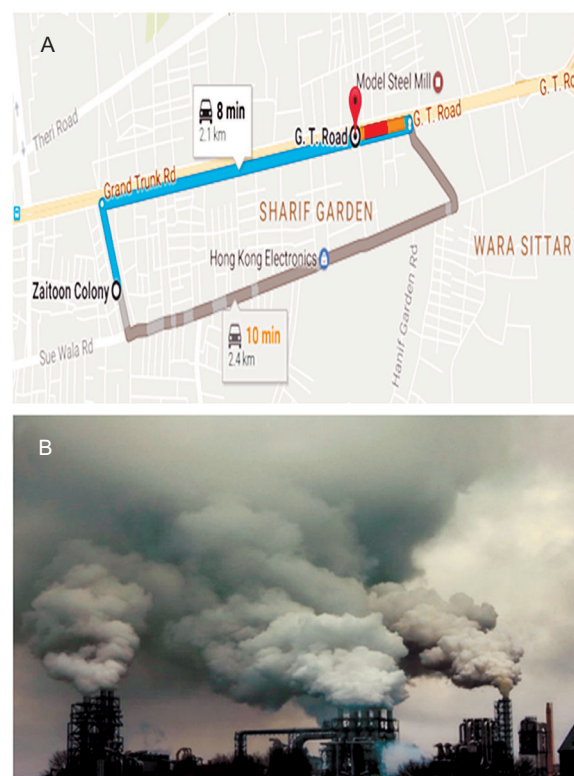 A
Theri Road
8 min
2.1 km
Model Steel Mill
G. T. Ro
G. T. Road
G. T. Road
Grand Trunk Rd
SHARIF GARDEN
WARA SITTAR
Hong Kong Electronics
Zaitoon Colony
Hanif Garden Rd
10 min
2.4 km
Sue Wala Rd
B